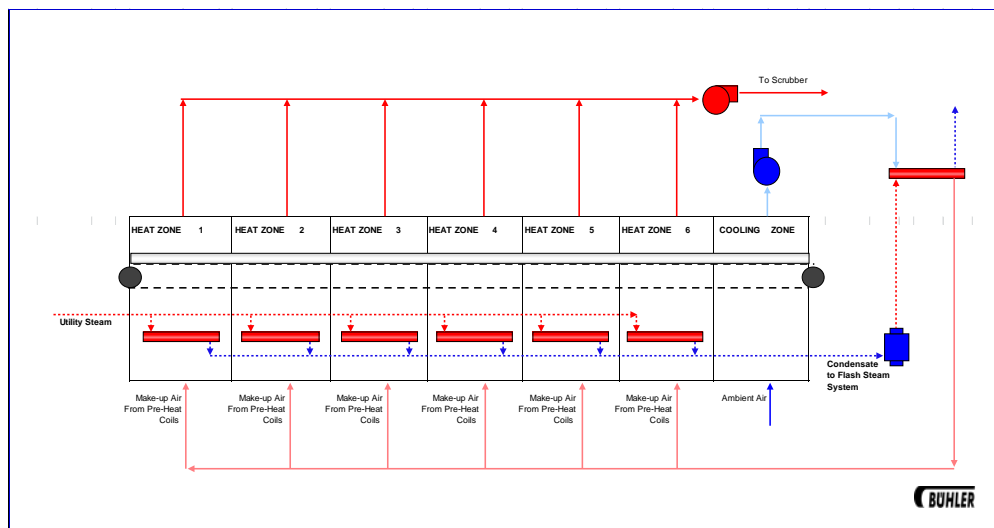 To Scrubber
HEAT ZONE 1
HEAT ZONE 2
HEAT ZONE 3
HEAT ZONE 4
HEAT ZONE 5
HEAT ZONE 6
COOLING ZONE
Utility Steam
Condensate
to Flash Steam
System
Make-up Air
From Pre-Heat
Coils
Make-up Air
From Pre-Heat
Coils
Make-up Air
From Pre-Heat
Coils
Make-up Air
From Pre-Heat
Coils
Make-up Air
From Pre-Heat
Coils
Make-up Air
From Pre-Heat
Coils
Ambient Air
BÜHLER